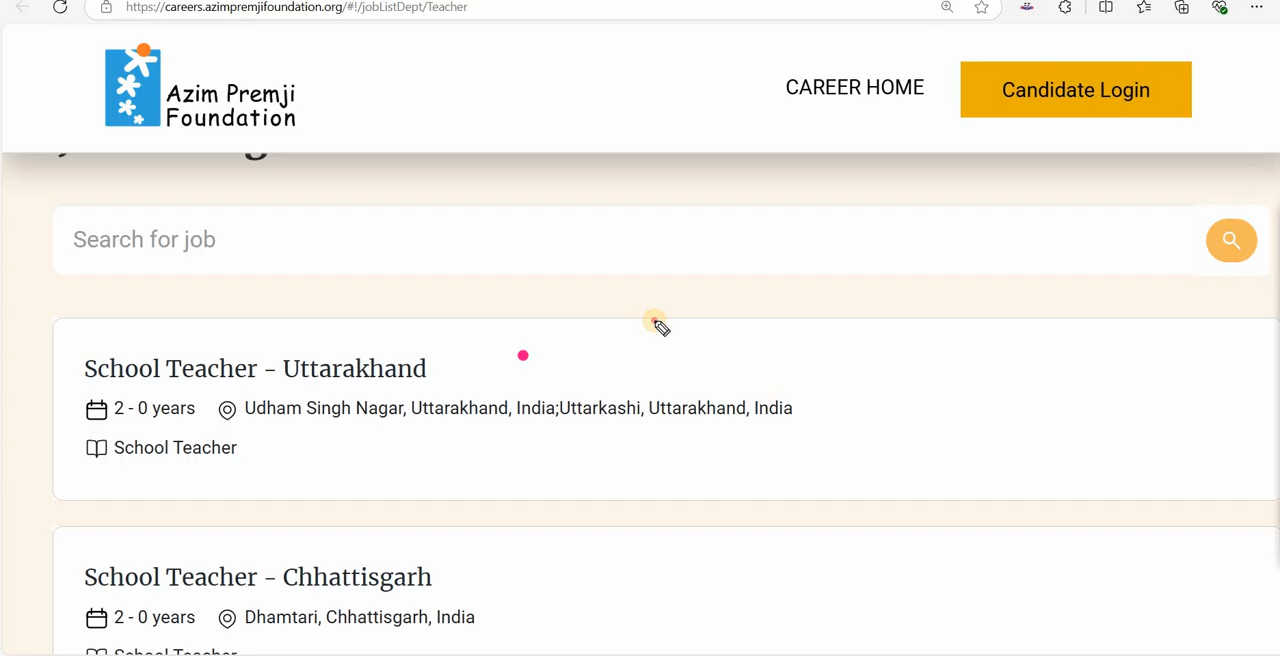 https://careers.azimpremjifoundation.org/#!/jobListDept/Teacher
Azim Premji
Foundation
CAREER HOME
Candidate Login
Search for job
School Teacher - Uttarakhand
2 - 0 years
Udham Singh Nagar, Uttarakhand, India;Uttarkashi, Uttarakhand, India
School Teacher
School Teacher - Chhattisgarh
2 - 0 years
Dhamtari, Chhattisgarh, India
School Teacher